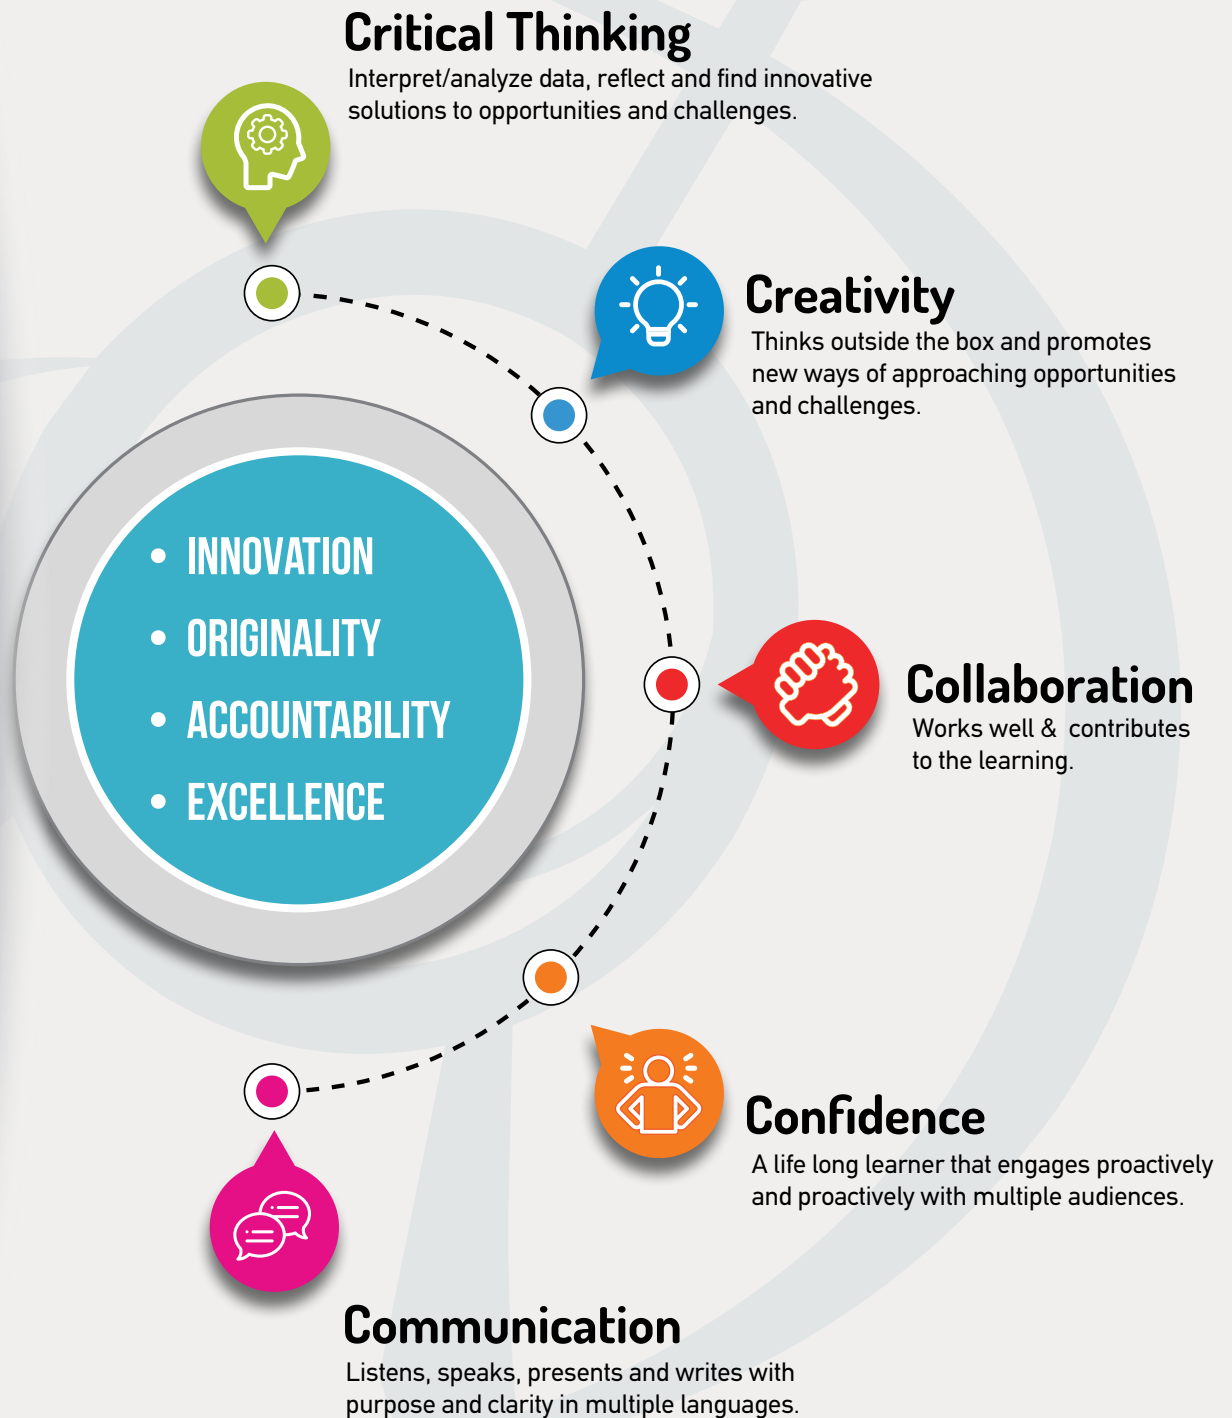 Critical Thinking
Interpret/analyze data, reflect and find innovative
solutions to opportunities and challenges.
Creativity
Thinks outside the box and promotes
new ways of approaching opportunities
and challenges.
• INNOVATION
• ORIGINALITY
• ACCOUNTABILITY
• EXCELLENCE
Collaboration
Works well & contributes
to the learning.
Confidence
A life long learner that engages proactively
and proactively with multiple audiences.
Communication
Listens, speaks, presents and writes with
purpose and clarity in multiple languages.